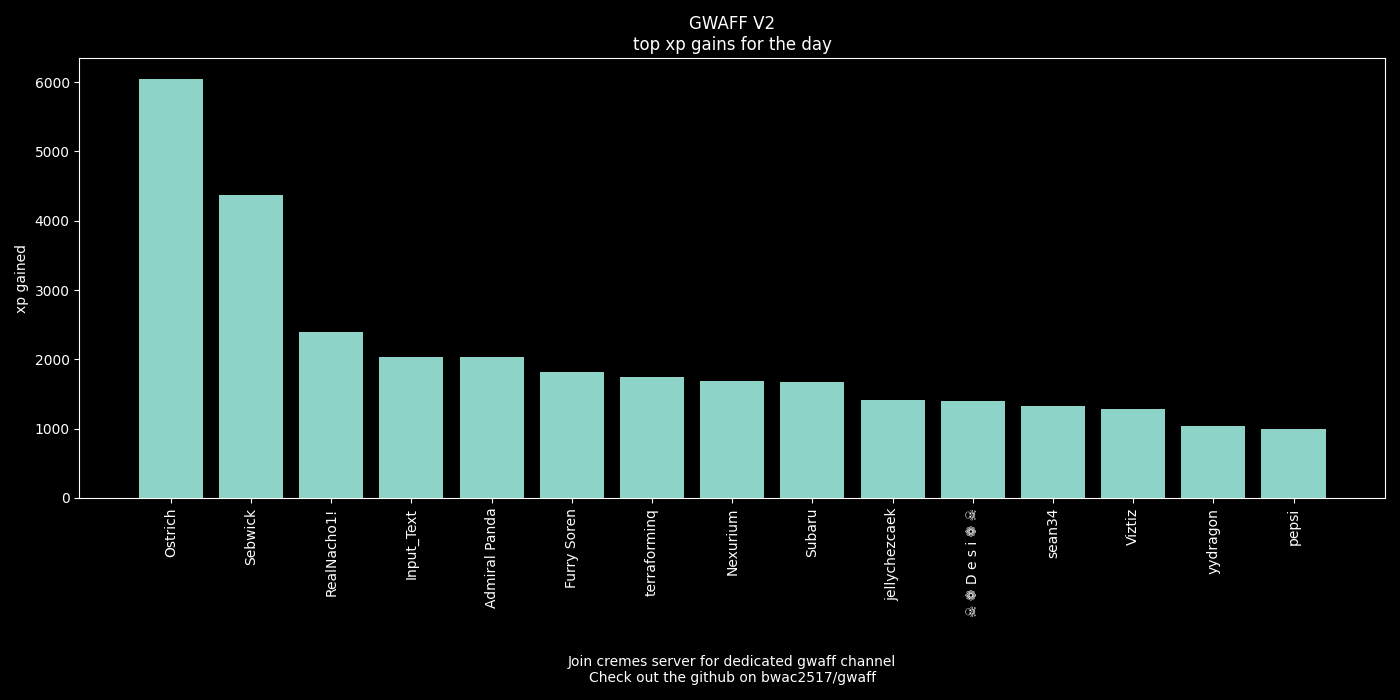 GWAFF V2
top xp gains for the day
xp gained
6000
5000
4000
3000
2000
1000
0
Ostrich
Sebwick
RealNacho1!
Input_Text
Admiral Panda
Furry Soren
terraforminq
Nexurium
Subaru
jellychezcaek
☠ ❁ D e s i ❁ ☠
sean34
Viztiz
yydragon
pepsi
Join cremes server for dedicated gwaff channel
Check out the github on bwac2517/gwaff